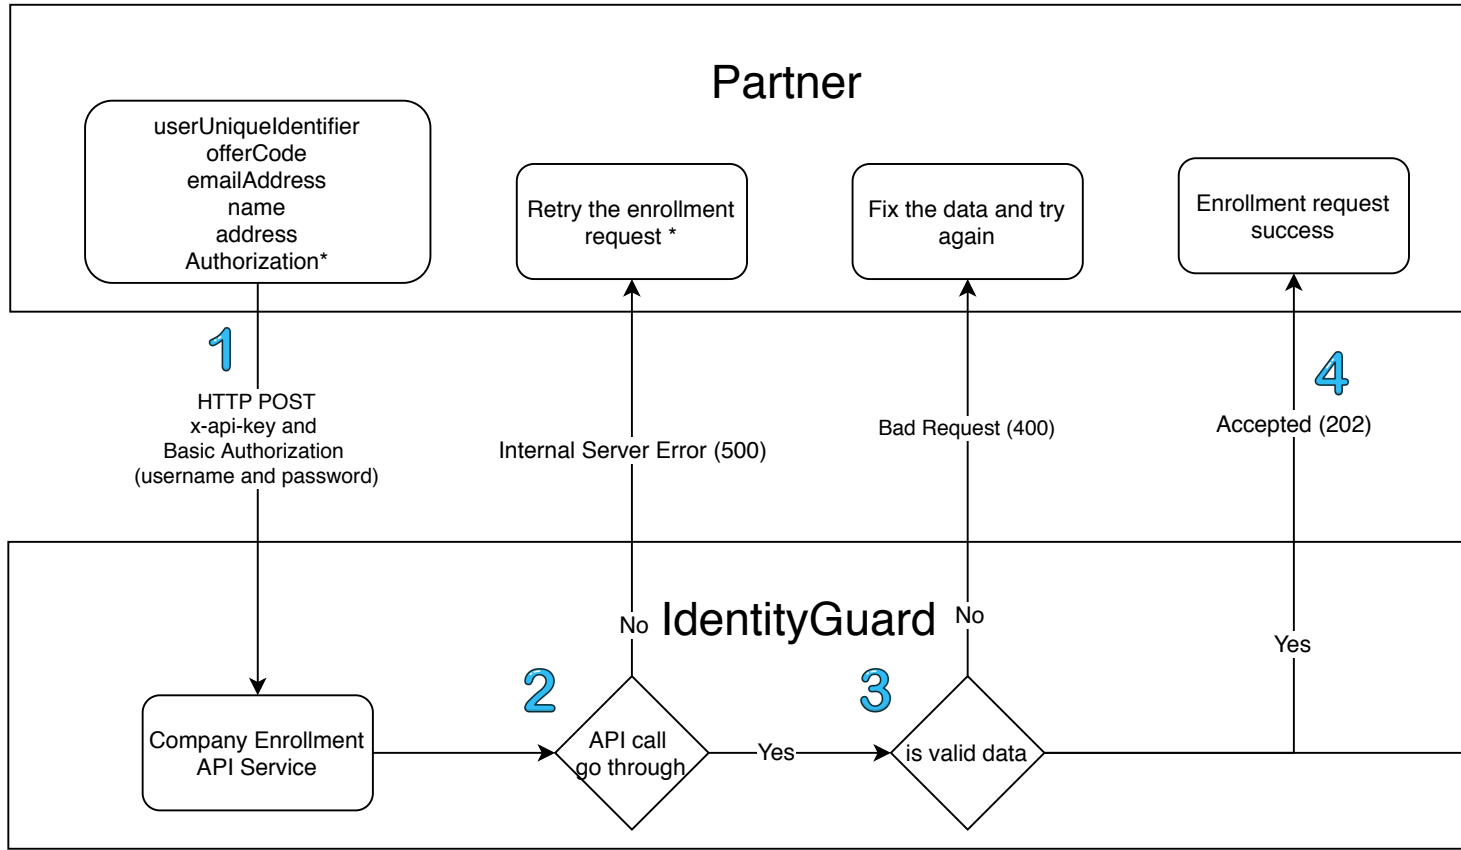 Partner
userUniqueIdentifier
offerCode
emailAddress
name
address
Authorization*
Retry the enrollment
request *
Fix the data and try
again
Enrollment request
success
1
HTTP POST
x-api-key and
Basic Authorization
(username and password)
Internal Server Error (500)
Bad Request (400)
4
Accepted (202)
IdentityGuard
No
No
Yes
2
3
Company Enrollment
API Service
API call
go through
Yes
is valid data